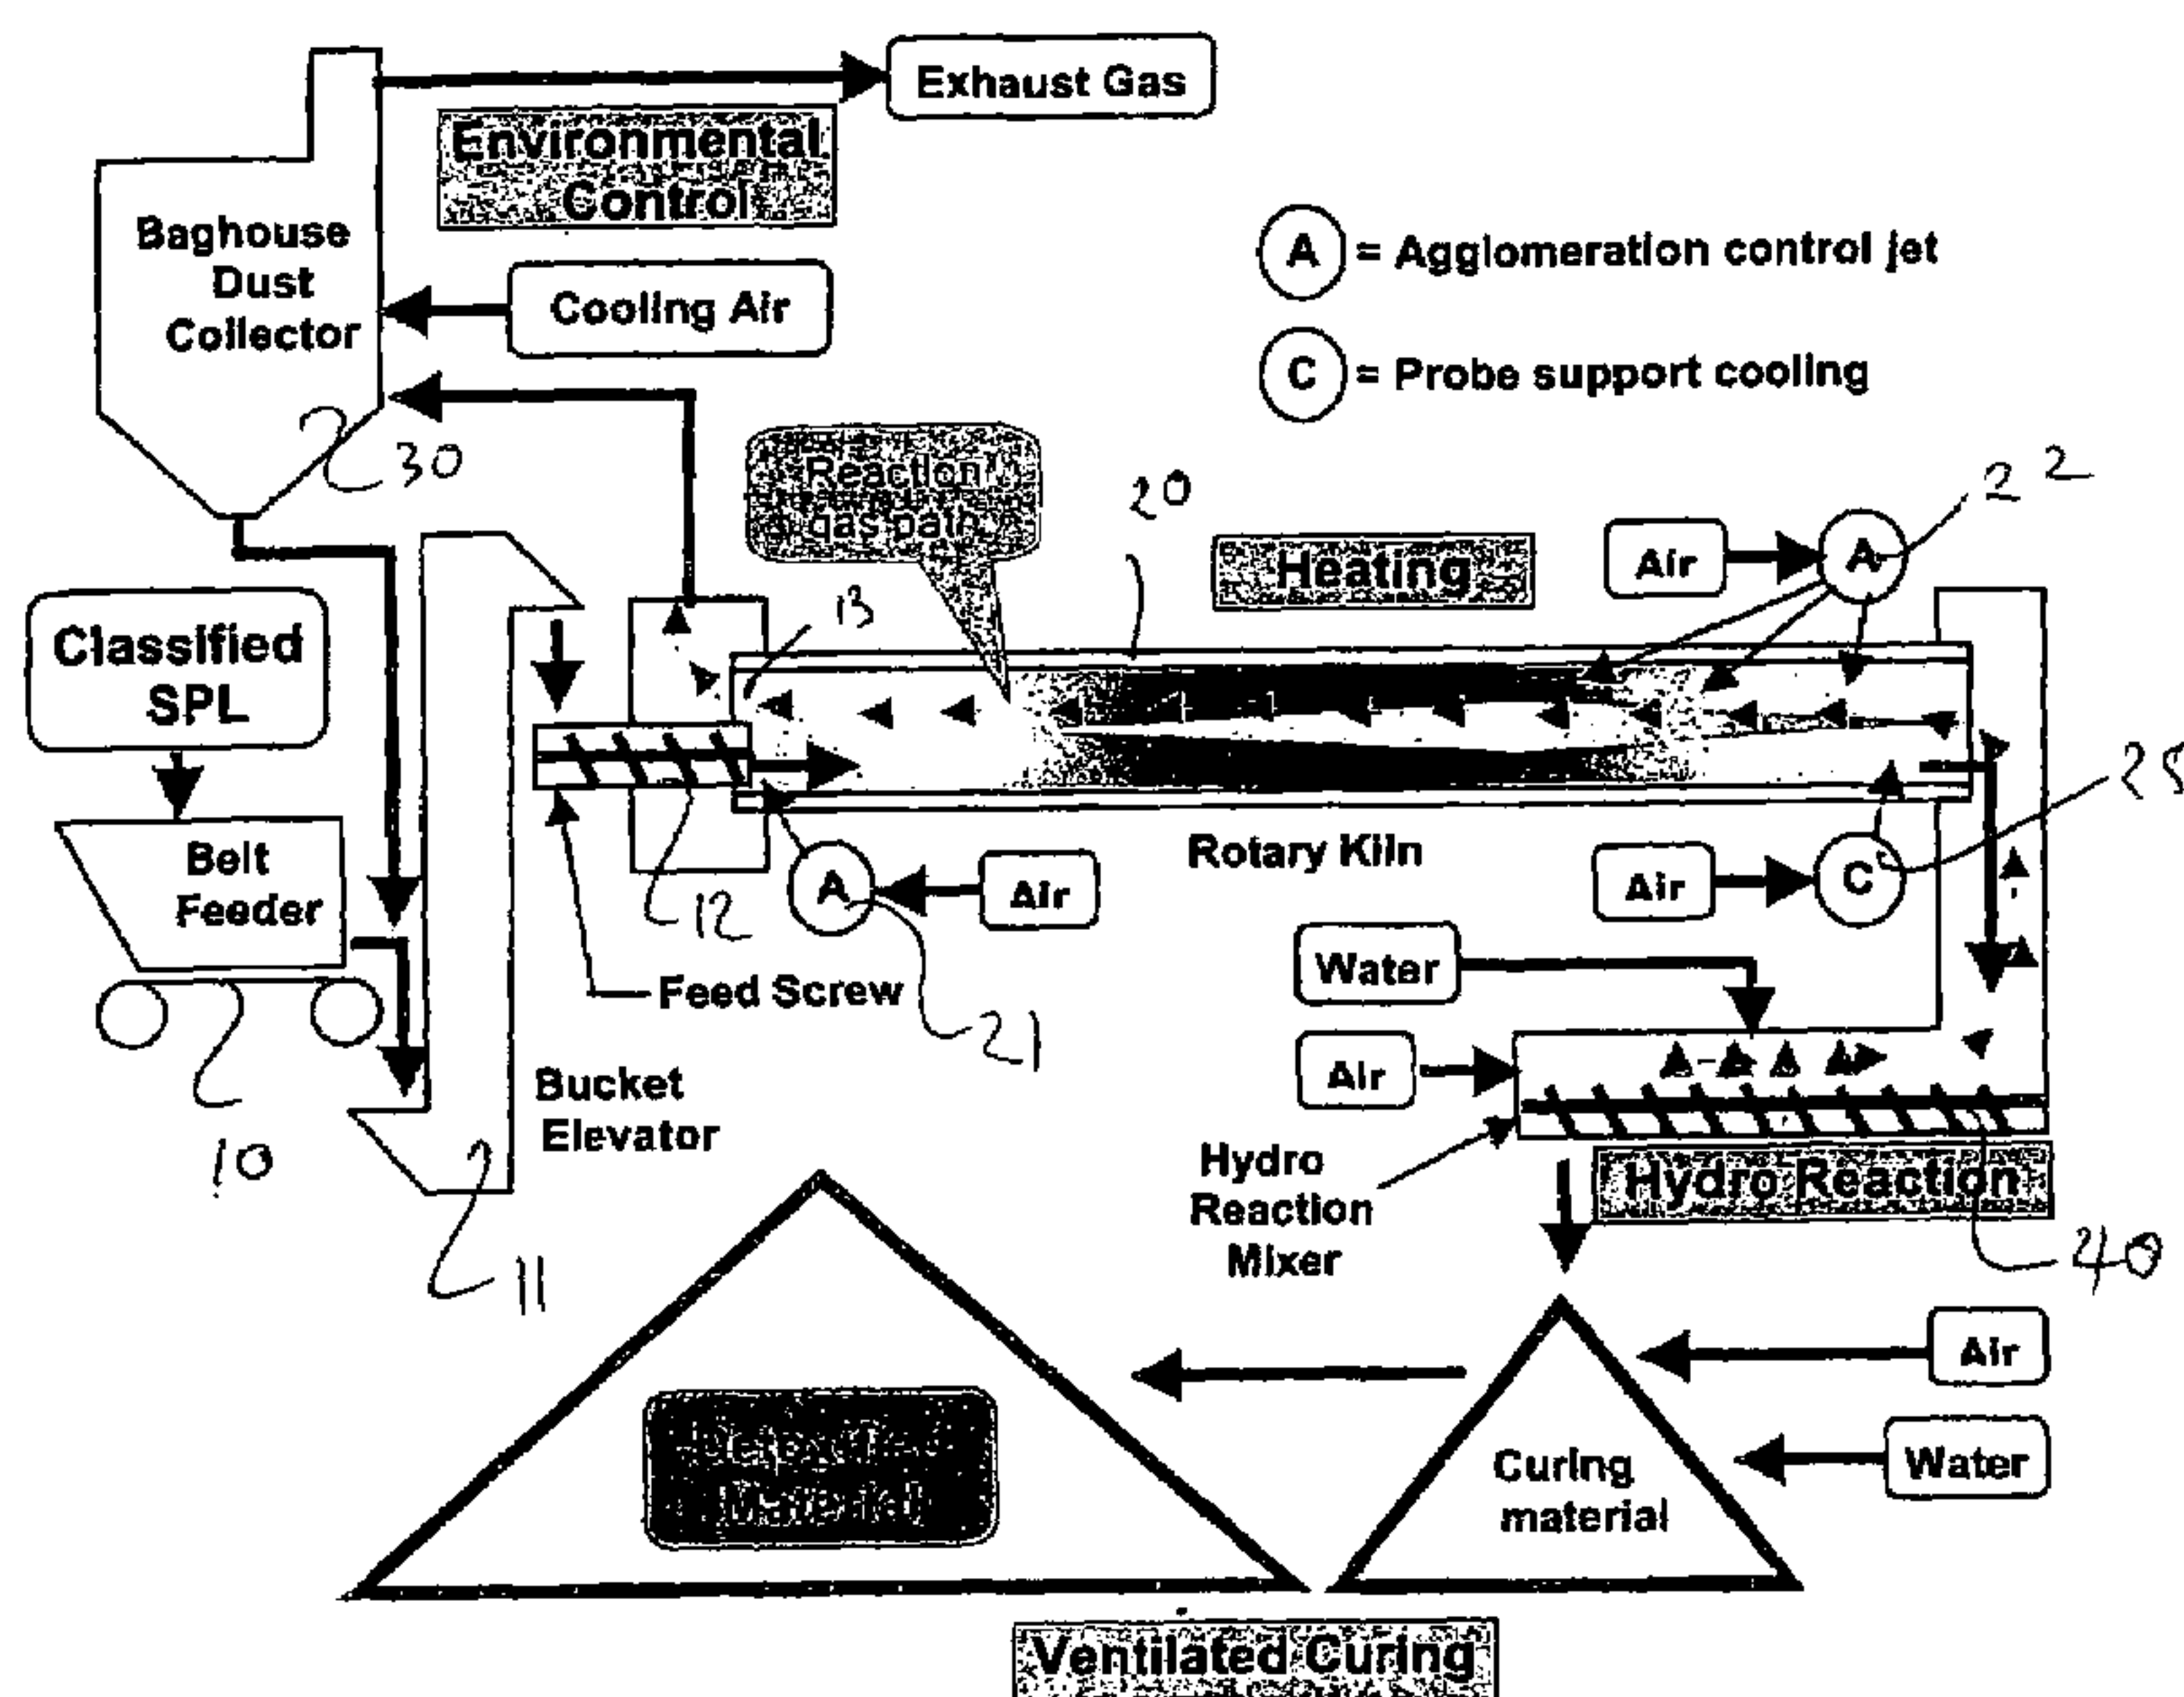 Exhaust Gas
Environmental
Control
Baghouse
Dust
Collector
Cooling Air
A = Agglomeration control jet
C = Probe support cooling
30
Reaction
gas path
20
22
Heating
Air
A
13
Classified
SPL
Belt
Feeder
Rotary Kiln
12
A
Air
Air
C
Water
Feed Screw
21
Air
Bucket
Elevator
10
11
Hydro
Reaction
Mixer
Hydro Reaction
40
Air
Detoxified
Material
Curing
material
Water
Ventilated Curing